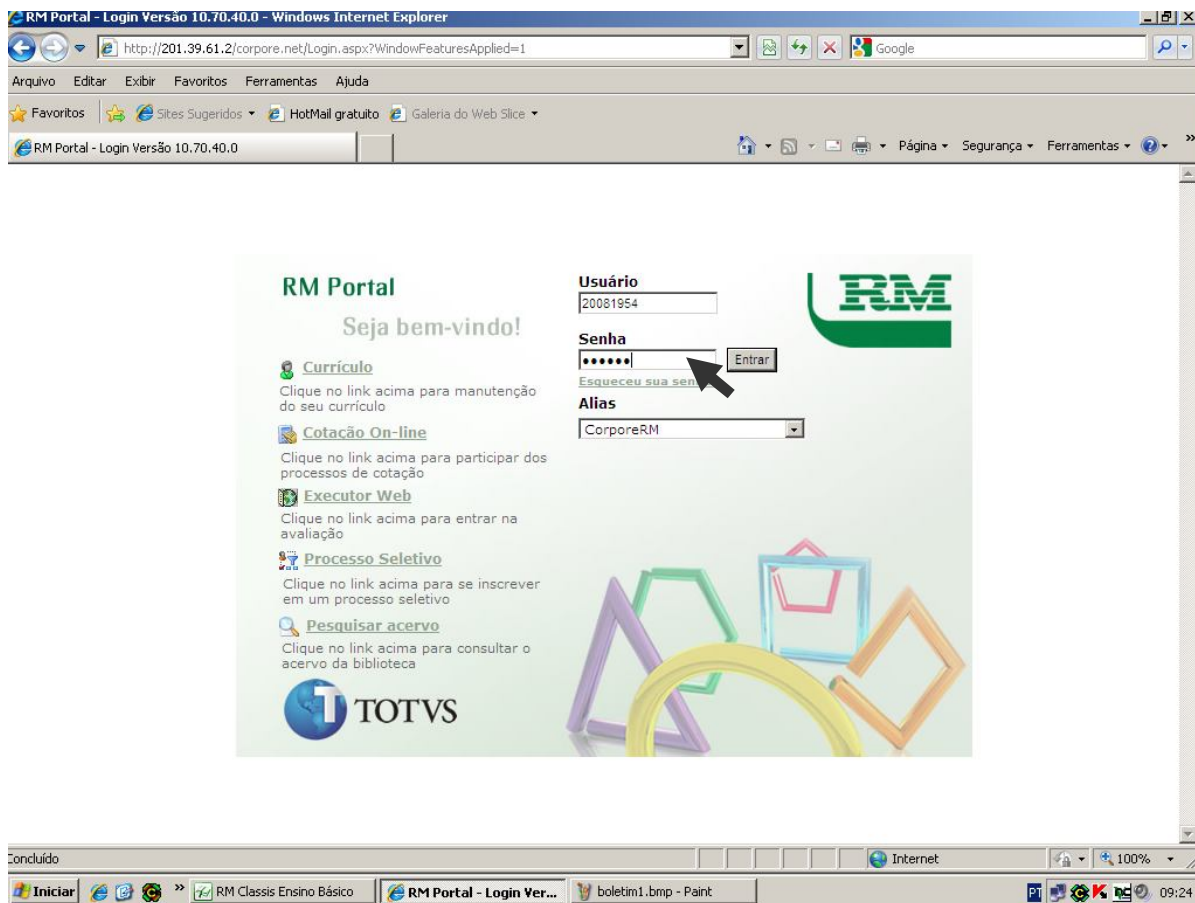 RM Portal - Login Versão 10.70.40.0 - Windows Internet Explorer
http://201.39.61.2/corpore.net/Login.aspx?WindowFeaturesApplied=1
Google
Arquivo Editar Exibir Favoritos Ferramentas Ajuda
Favoritos Sites Sugeridos HotMail gratuito Galeria do Web Slice
RM Portal - Login Versão 10.70.40.0
Página Segurança Ferramentas »
RM Portal
Seja bem-vindo!
Currículo
Clique no link acima para manutenção
do seu currículo
Cotação On-line
Clique no link acima para participar dos
processos de cotação
Executor Web
Clique no link acima para entrar na
avaliação
Processo Seletivo
Clique no link acima para se inscrever
em um processo seletivo
Pesquisar acervo
Clique no link acima para consultar o
acervo da biblioteca
TOTVS
Usuário
20081954
Senha
••••••
Entrar
Esqueceu sua
Alias
CorporeRM
RM
Concluído
Internet
100%
Iniciar » RM Classis Ensino Básico RM Portal - Login Ver... boletim1.bmp - Paint PT 09:24